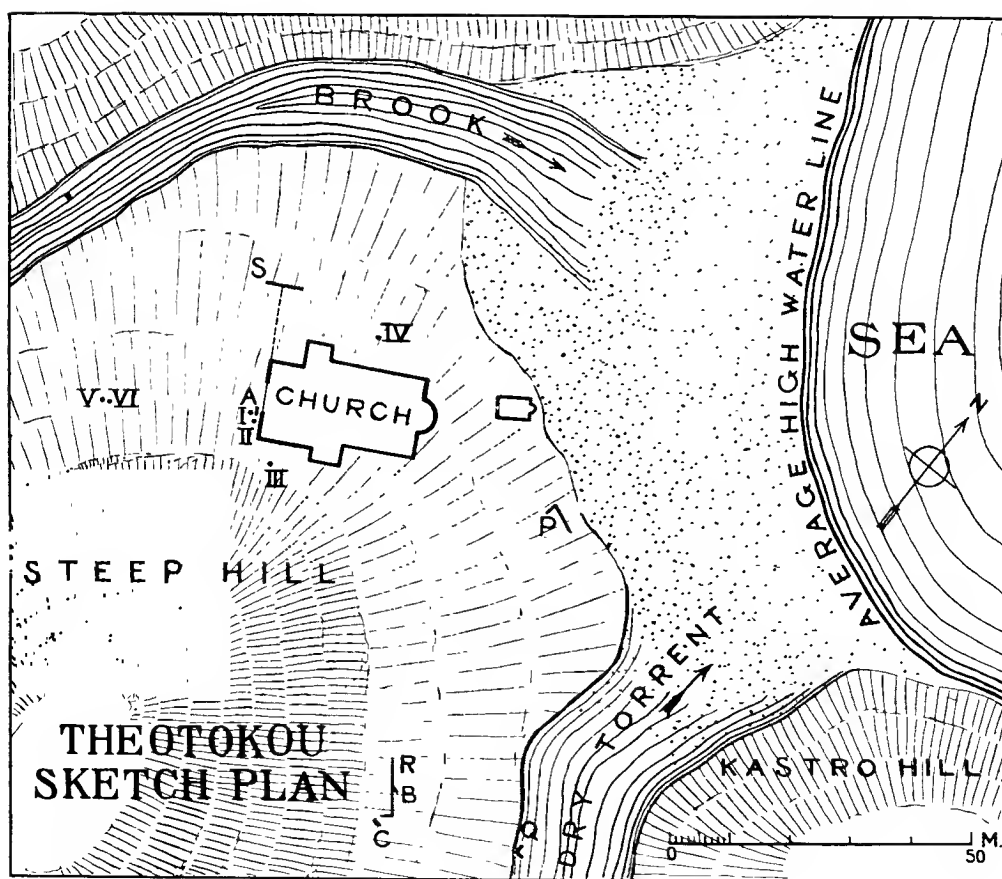 BROOK
AVERAGE HIGH WATER LINE
SEA
N
S
IV
CHURCH
V
VI
A
I
II
III
P
STEEP HILL
DRY TORRENT
THEOTOKOU
SKETCH PLAN
R
B
C
Q
KASTRO HILL
0
50
M.